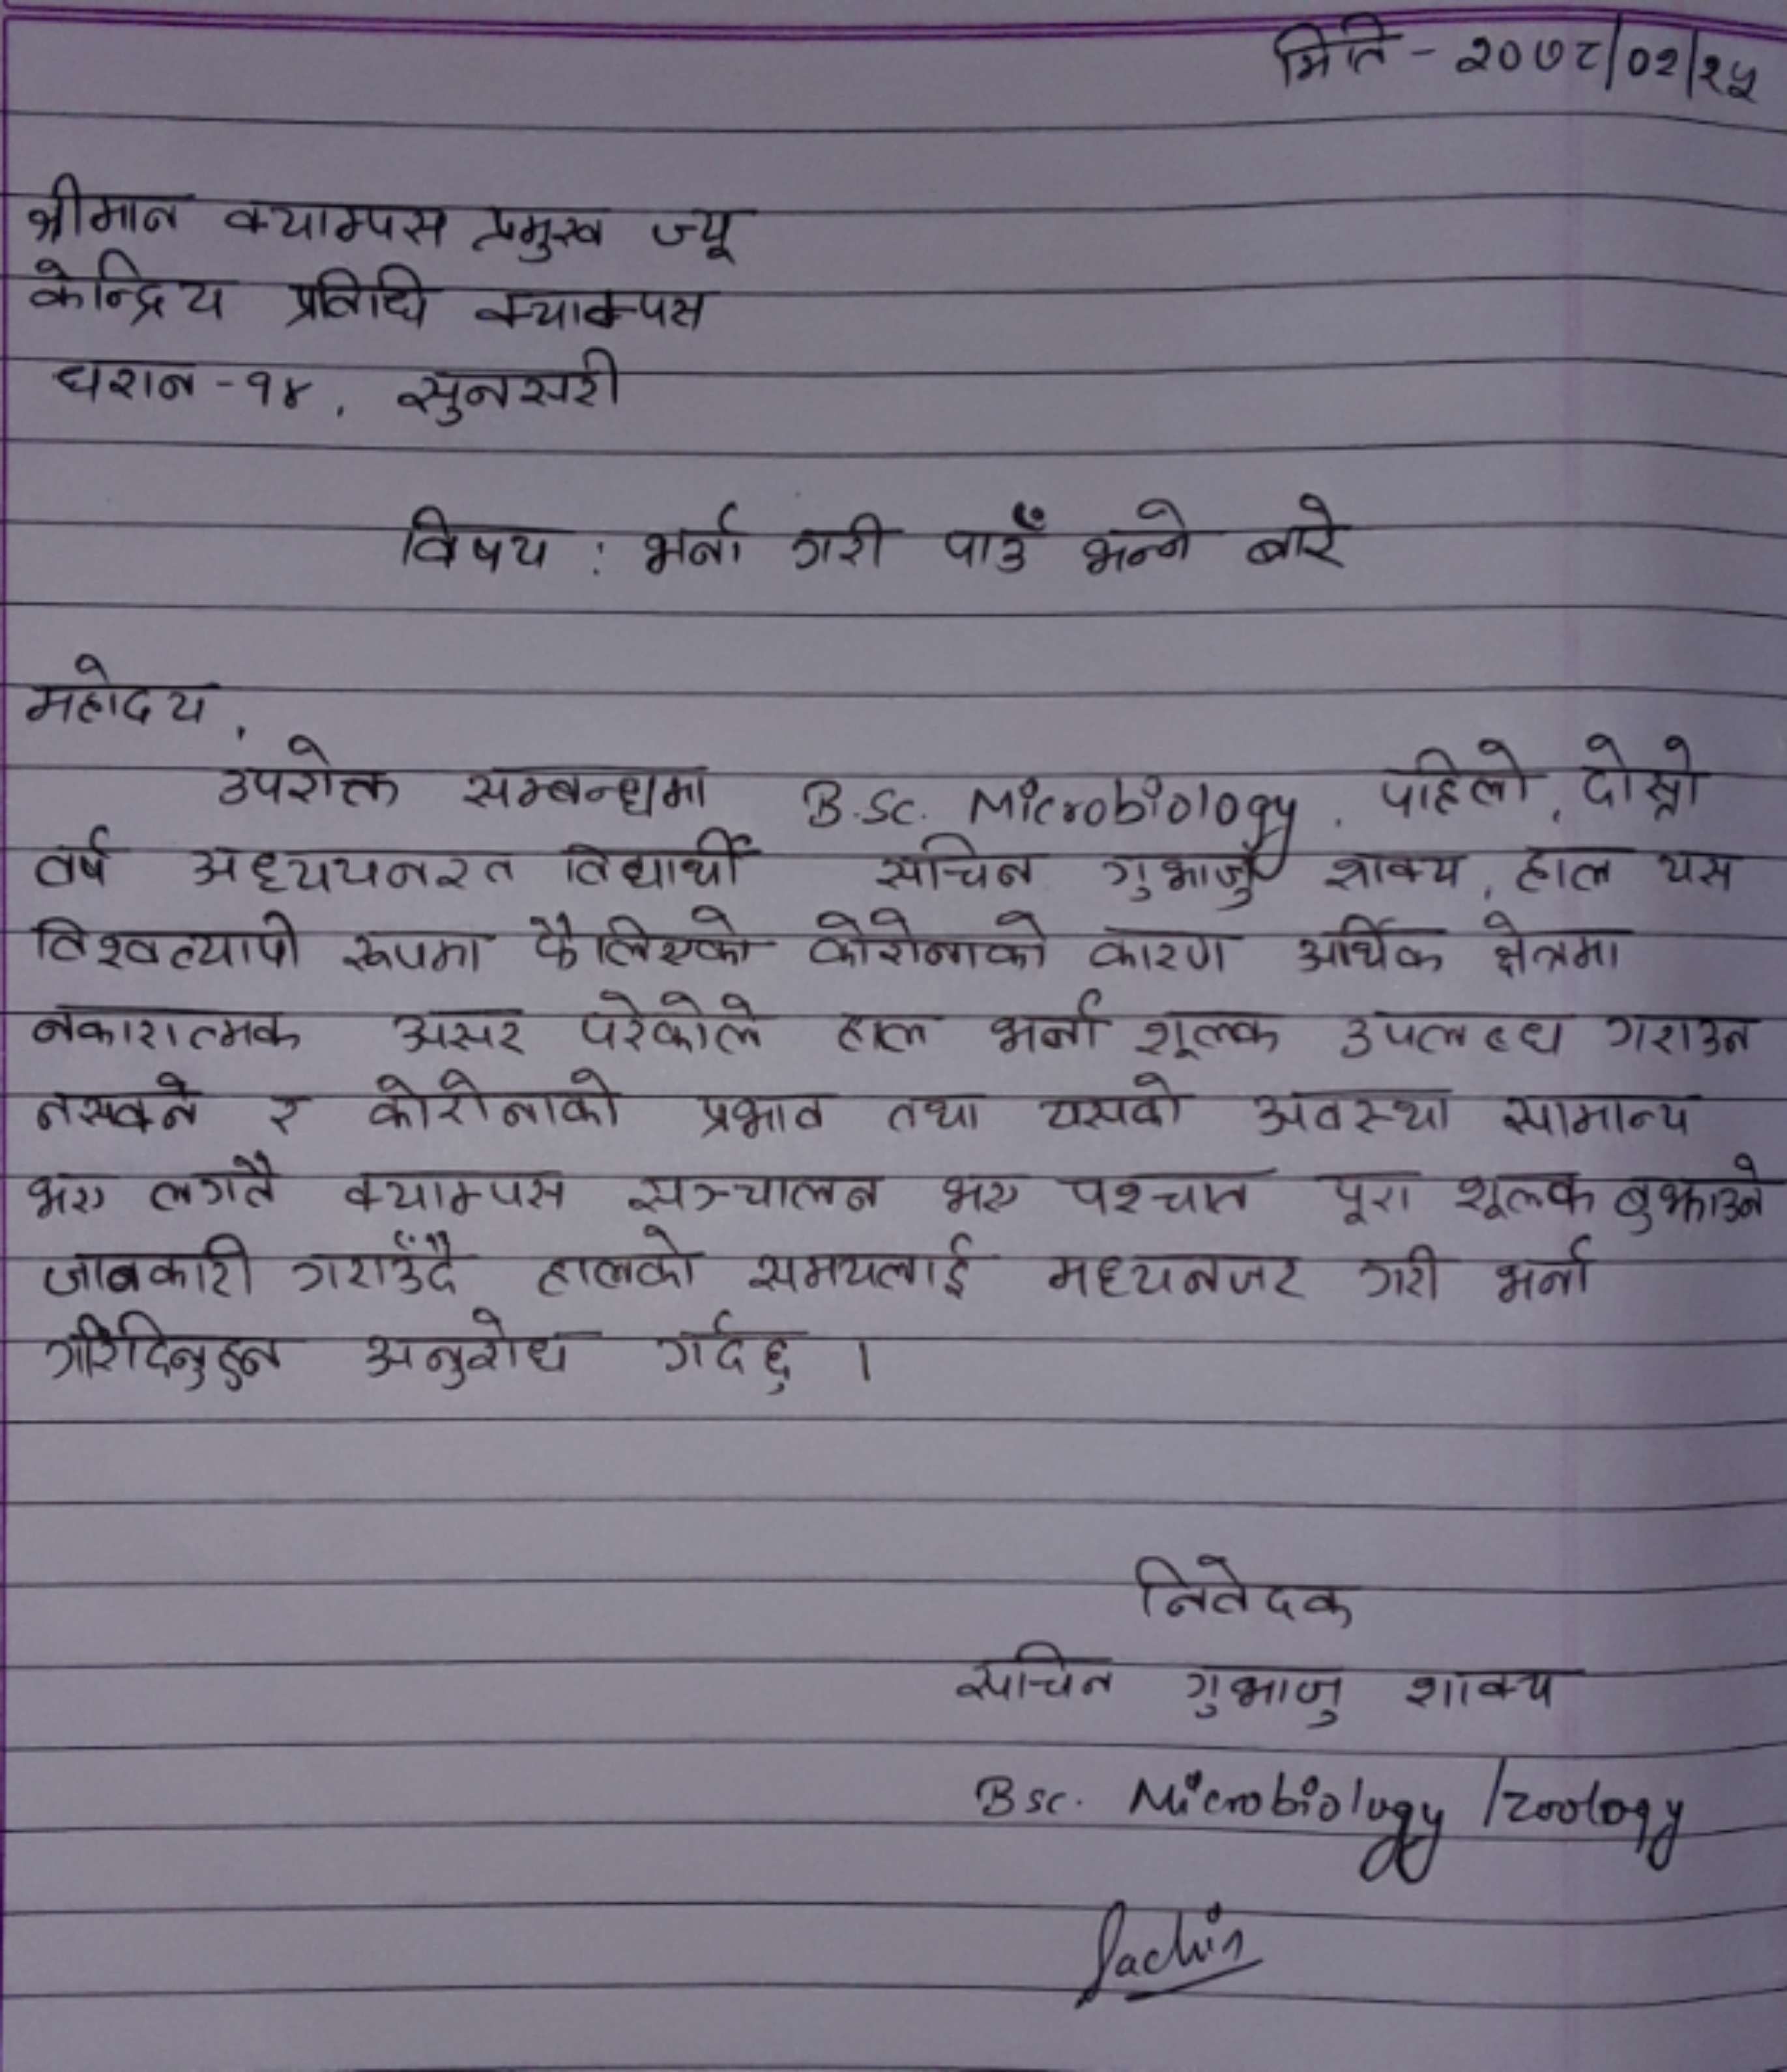 मिति - २०७८/०२/२५
श्रीमान क्याम्पस प्रमुख ज्यू
केन्द्रिय प्रविधि क्याम्पस
धरान - १४, सुनसरी
विषय : भर्ना गरी पाउँ भन्ने बारे
महोदय,
उपरोक्त सम्बन्धमा B.Sc. Microbiology, पहिलो, दोस्रो
वर्ष अध्ययनरत विद्यार्थी सचिन गुभाजु शाक्य, हाल यस
विश्वव्यापी रूपमा फैलिएको कोरोनाको कारण आर्थिक क्षेत्रमा
नकारात्मक असर परेकोले हाल भर्ना शूल्क उपलब्ध गराउन
नसक्ने र कोरोनाको प्रभाव तथा यसको अवस्था सामान्य
भए लगतै क्याम्पस सञ्चालन भए पश्चात पूरा शूल्क बुझाउने
जानकारी गराउँदै हालको समयलाई मध्यनजर गरी भर्ना
गरिदिनुहुन अनुरोध गर्दछु ।
निवेदक
सचिन गुभाजु शाक्य
Bsc. Microbiology /zoology
Sachin